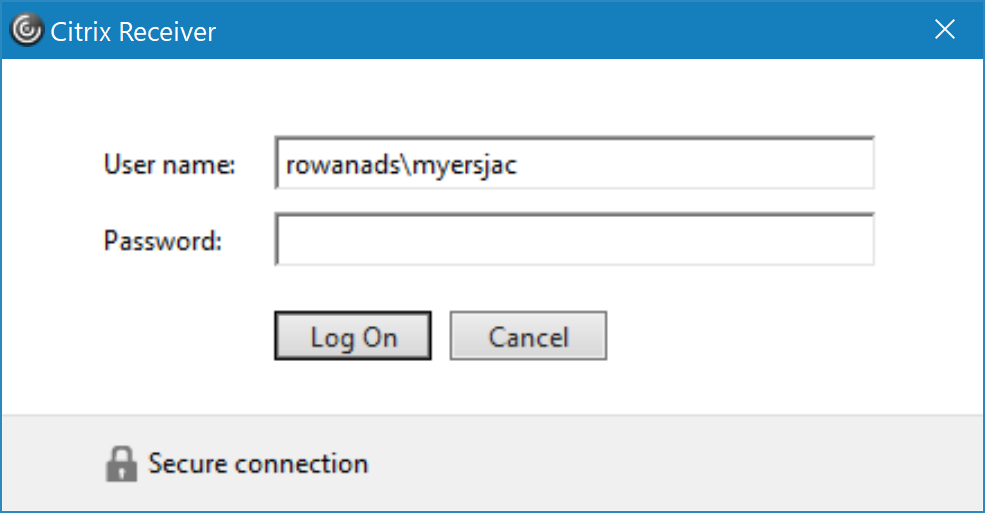 Citrix Receiver
User name: rowanads\myersjac
Password:
Log On Cancel
Secure connection